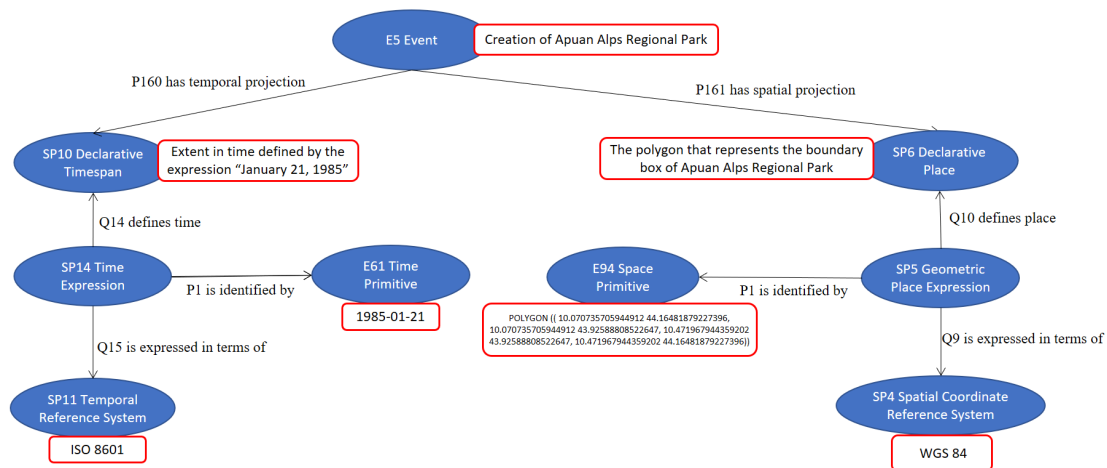 E5 Event
Creation of Apuan Alps Regional Park
P160 has temporal projection
P161 has spatial projection
SP10 Declarative
Timespan
Extent in time defined by the
expression “January 21, 1985”
The polygon that represents the boundary
box of Apuan Alps Regional Park
SP6 Declarative
Place
Q14 defines time
Q10 defines place
SP14 Time
Expression
P1 is identified by
E61 Time
Primitive
1985-01-21
E94 Space
Primitive
P1 is identified by
SP5 Geometric
Place Expression
POLYGON (( 10.070735705944912 44.16481879227396,
10.070735705944912 43.92588808522647, 10.471967944359202
43.92588808522647, 10.471967944359202 44.16481879227396))
Q15 is expressed in terms of
Q9 is expressed in terms of
SP11 Temporal
Reference System
ISO 8601
SP4 Spatial Coordinate
Reference System
WGS 84